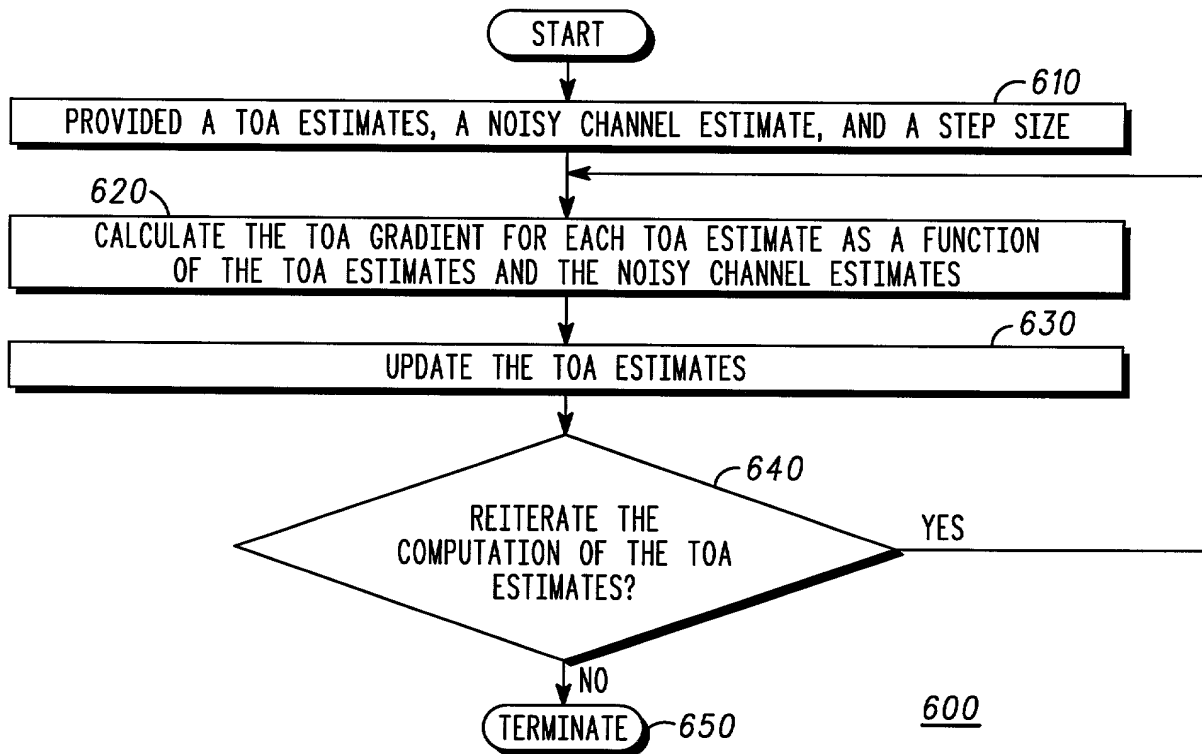 START
610
PROVIDED A TOA ESTIMATES, A NOISY CHANNEL ESTIMATE, AND A STEP SIZE
620
CALCULATE THE TOA GRADIENT FOR EACH TOA ESTIMATE AS A FUNCTION
OF THE TOA ESTIMATES AND THE NOISY CHANNEL ESTIMATES
630
UPDATE THE TOA ESTIMATES
640
REITERATE THE
COMPUTATION OF THE TOA
ESTIMATES?
YES
NO
TERMINATE
650
600